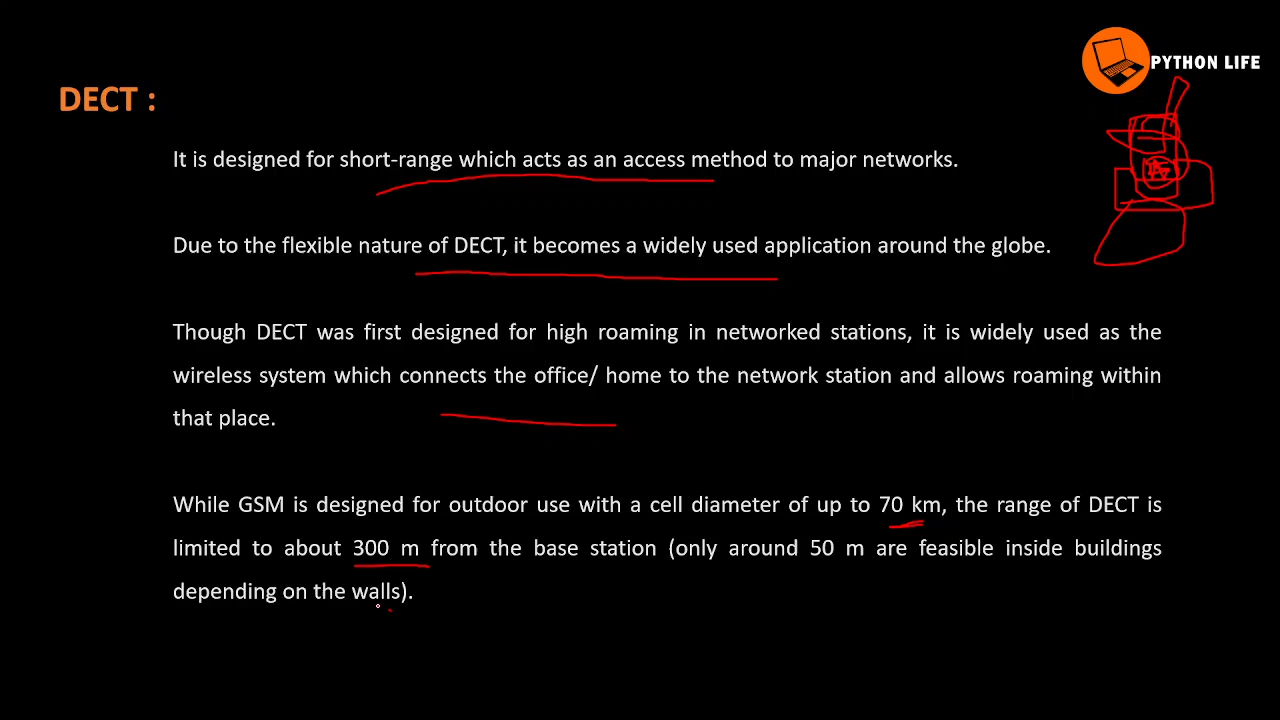 PYTHON LIFE
DECT :
It is designed for short-range which acts as an access method to major networks.
Due to the flexible nature of DECT, it becomes a widely used application around the globe.
Though DECT was first designed for high roaming in networked stations, it is widely used as the
wireless system which connects the office/ home to the network station and allows roaming within
that place.
While GSM is designed for outdoor use with a cell diameter of up to 70 km, the range of DECT is
limited to about 300 m from the base station (only around 50 m are feasible inside buildings
depending on the walls).